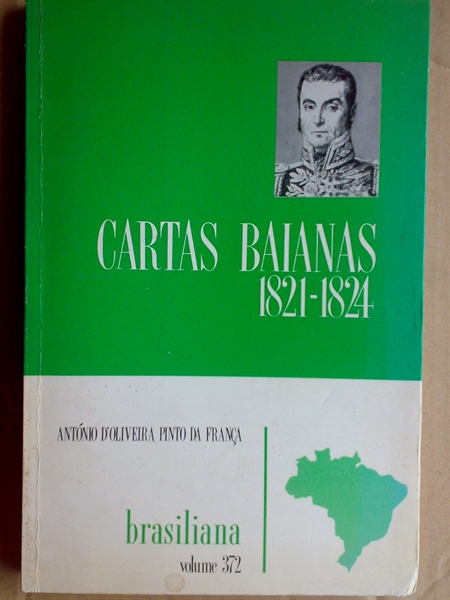 CARTAS BAIANAS
1821-1824
ANTÓNIO D'OLIVEIRA PINTO DA FRANÇA
brasiliana
volume 372